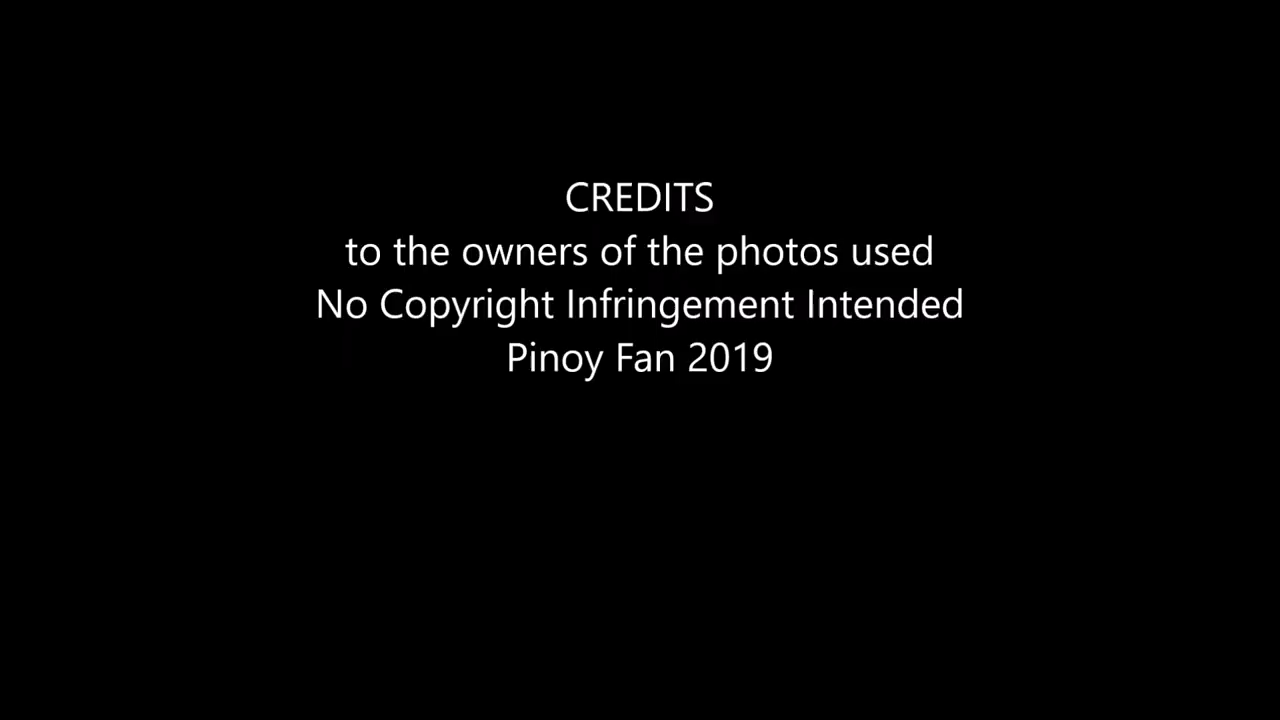 CREDITS
to the owners of the photos used
No Copyright Infringement Intended
Pinoy Fan 2019